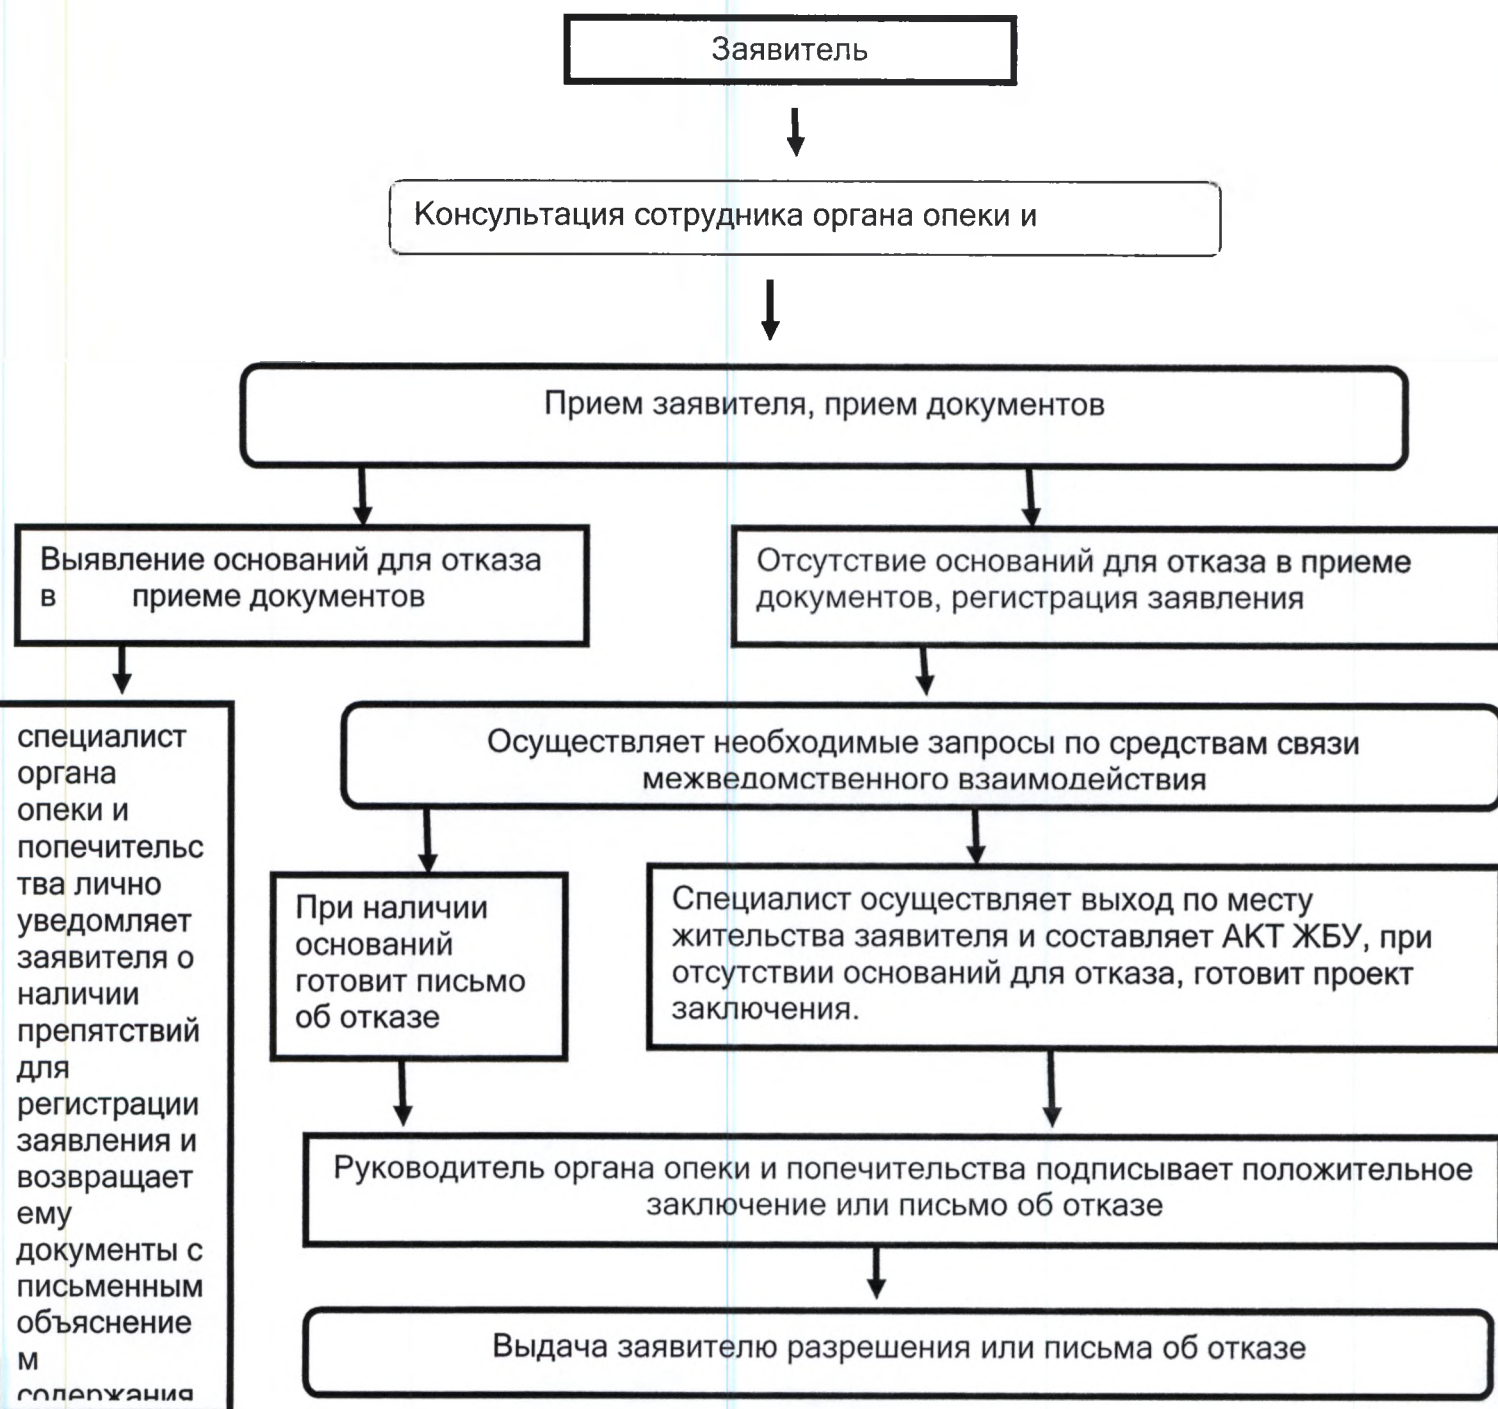 Заявитель
Консультация сотрудника органа опеки и
Прием заявителя, прием документов
Выявление оснований для отказа
в приеме документов
Отсутствие оснований для отказа в приеме
документов, регистрация заявления
специалист
органа
опеки и
попечительс
тва лично
уведомляет
заявителя о
наличии
препятствий
для
регистрации
заявления и
возвращает
ему
документы с
письменным
объяснение
м
содержания
Осуществляет необходимые запросы по средствам связи
межведомственного взаимодействия
При наличии
оснований
готовит письмо
об отказе
Специалист осуществляет выход по месту
жительства заявителя и составляет АКТ ЖБУ, при
отсутствии оснований для отказа, готовит проект
заключения.
Руководитель органа опеки и попечительства подписывает положительное
заключение или письмо об отказе
Выдача заявителю разрешения или письма об отказе